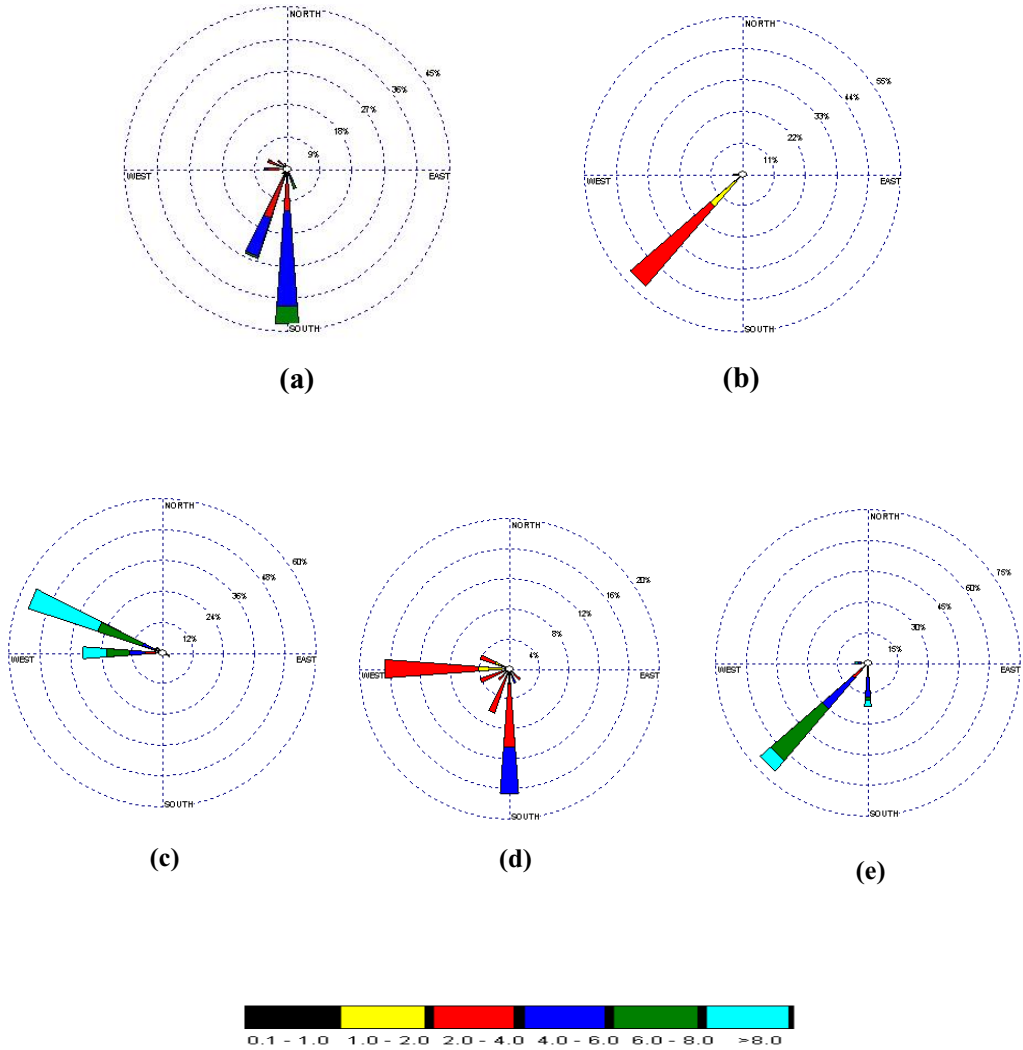 NORTH
45%
36%
27%
18%
9%
WEST
EAST
SOUTH
(a)
NORTH
55%
44%
33%
22%
11%
WEST
EAST
SOUTH
(b)
NORTH
60%
48%
36%
24%
12%
WEST
EAST
SOUTH
(c)
NORTH
20%
16%
12%
8%
4%
WEST
EAST
SOUTH
(d)
NORTH
75%
60%
45%
30%
15%
WEST
EAST
SOUTH
(e)
0.1 - 1.0 1.0 - 2.0 2.0 - 4.0 4.0 - 6.0 6.0 - 8.0 >8.0